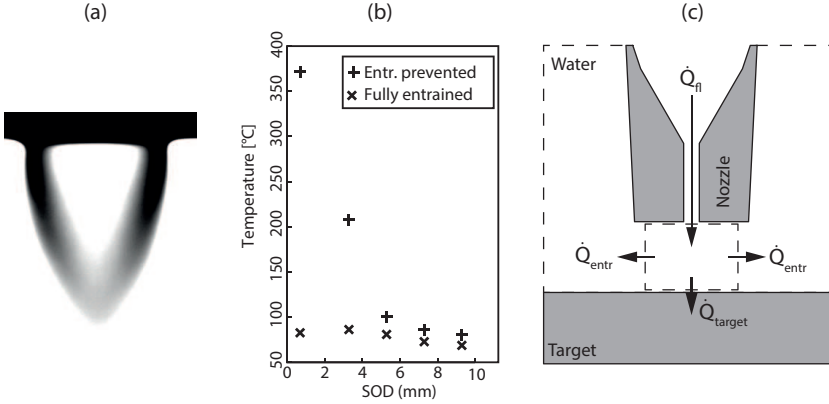 (a)
(b)
(c)
400
350
300
250
200
150
100
50
Temperature [°C]
Entr. prevented
Fully entrained
0
2
4
6
8
10
SOD (mm)
Water
Q̇fl
Nozzle
Q̇entr
Q̇entr
Q̇target
Target